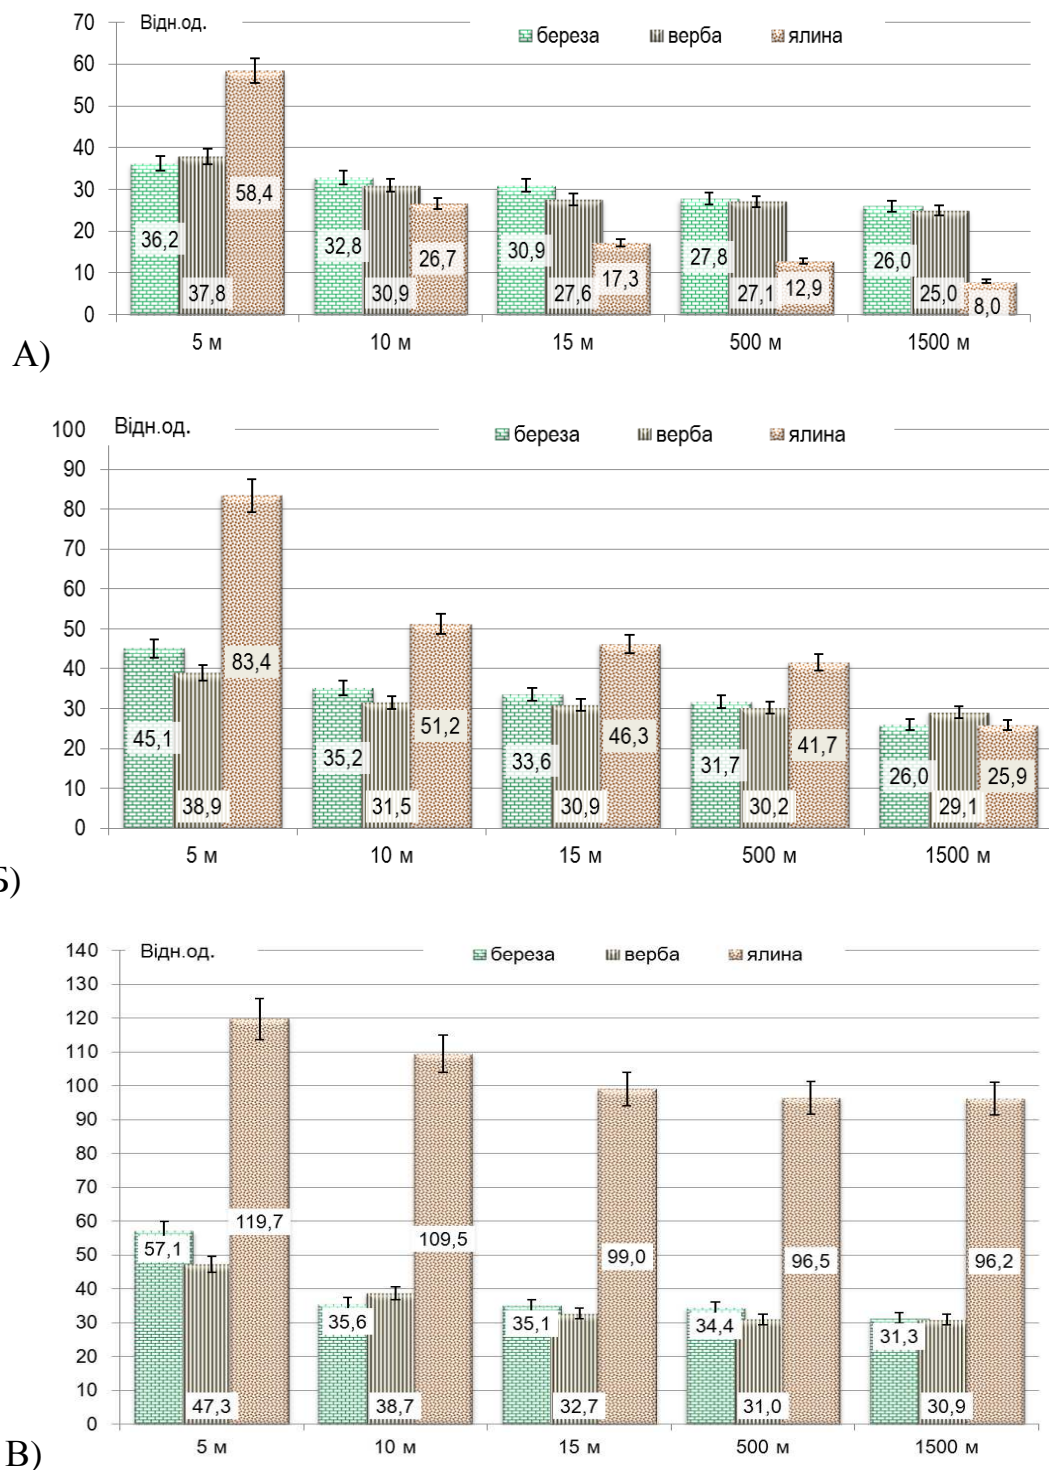 Відн.од.
береза верба ялина
70
60
50
40
30
20
10
0
36,2 37,8 58,4 32,8 30,9 26,7 30,9 27,6 17,3 27,8 27,1 12,9 26,0 25,0 8,0
5 м 10 м 15 м 500 м 1500 м
А)
Відн.од.
береза верба ялина
100
90
80
70
60
50
40
30
20
10
0
45,1 38,9 83,4 35,2 31,5 51,2 33,6 30,9 46,3 31,7 30,2 41,7 26,0 29,1 25,9
5 м 10 м 15 м 500 м 1500 м
Б)
Відн.од.
береза верба ялина
140
130
120
110
100
90
80
70
60
50
40
30
20
10
0
57,1 47,3 119,7 35,6 38,7 109,5 35,1 32,7 99,0 34,4 31,0 96,5 31,3 30,9 96,2
5 м 10 м 15 м 500 м 1500 м
В)